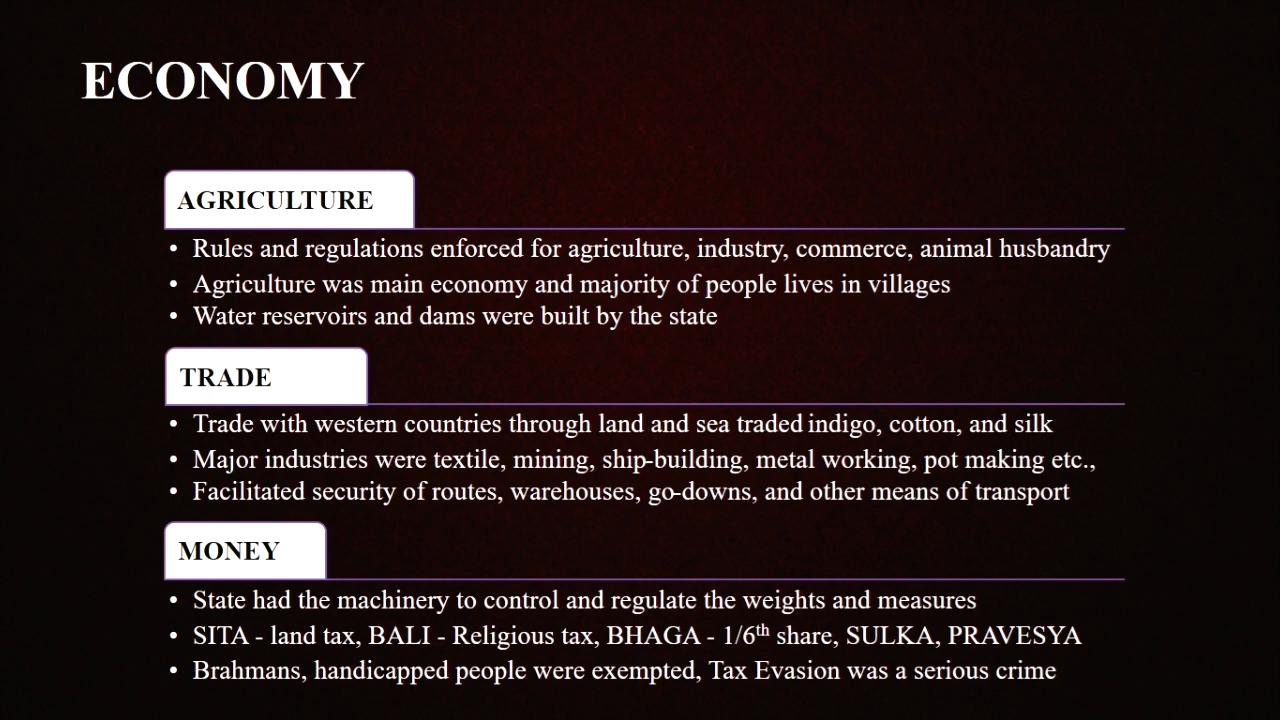 ECONOMY
AGRICULTURE
• Rules and regulations enforced for agriculture, industry, commerce, animal husbandry
• Agriculture was main economy and majority of people lives in villages
• Water reservoirs and dams were built by the state
TRADE
• Trade with western countries through land and sea traded indigo, cotton, and silk
• Major industries were textile, mining, ship-building, metal working, pot making etc.,
• Facilitated security of routes, warehouses, go-downs, and other means of transport
MONEY
• State had the machinery to control and regulate the weights and measures
• SITA - land tax, BALI - Religious tax, BHAGA - 1/6th share, SULKA, PRAVESYA
• Brahmans, handicapped people were exempted, Tax Evasion was a serious crime